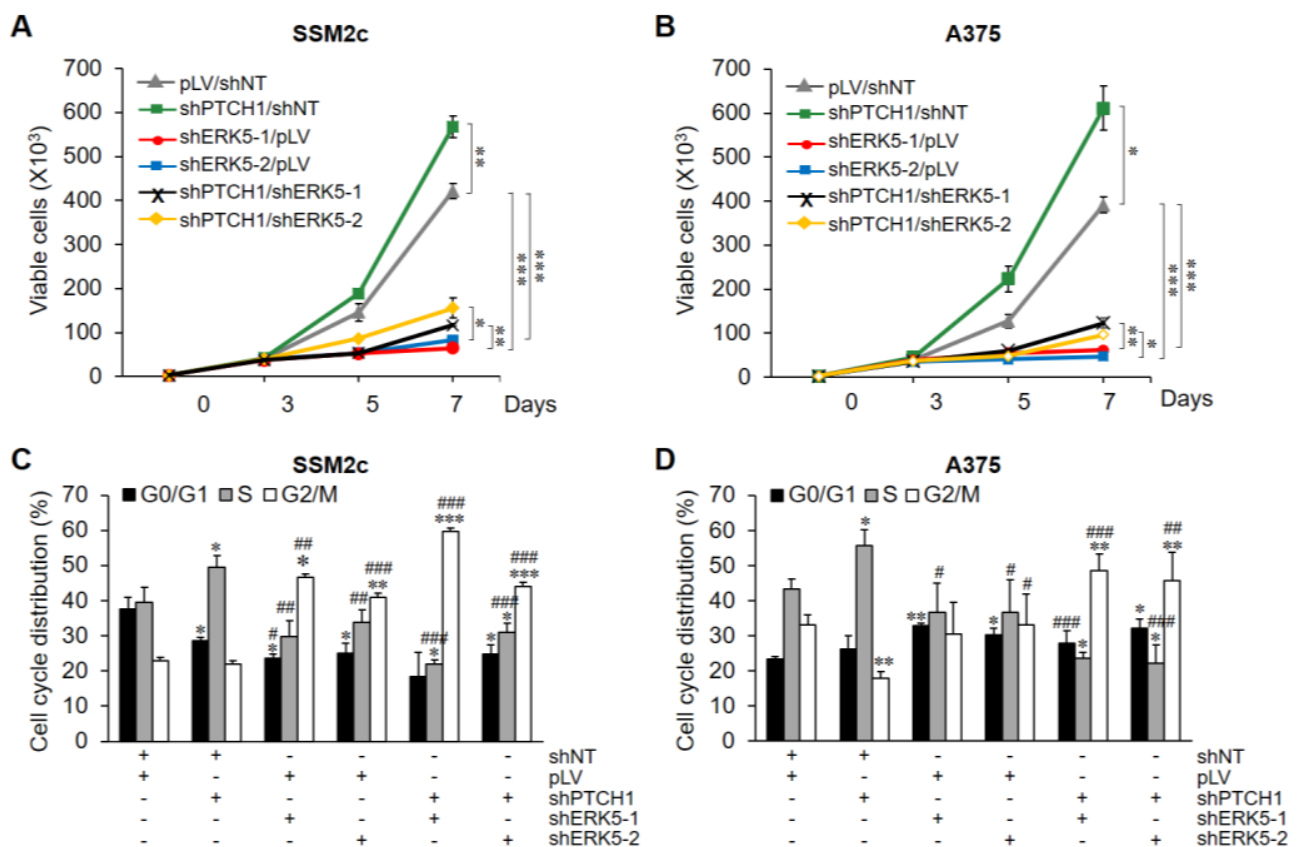 A
SSM2c
700
600
500
400
300
200
100
0
Viable cells (X10³)
pLV/shNT
shPTCH1/shNT
shERK5-1/pLV
shERK5-2/pLV
shPTCH1/shERK5-1
shPTCH1/shERK5-2
**
***
***
*
**
0 3 5 7 Days
B
A375
700
600
500
400
300
200
100
0
Viable cells (X10³)
pLV/shNT
shPTCH1/shNT
shERK5-1/pLV
shERK5-2/pLV
shPTCH1/shERK5-1
shPTCH1/shERK5-2
*
***
***
**
*
0 3 5 7 Days
C
SSM2c
G0/G1 S G2/M
70
60
50
40
30
20
10
0
Cell cycle distribution (%)
* *
# * ## ## *
* ## ### **
### * ### ***
* ### * ### ***
+ + - - - - shNT
+ - + + - - pLV
- + - - + + shPTCH1
- - + - + - shERK5-1
- - - + - + shERK5-2
D
A375
G0/G1 S G2/M
70
60
50
40
30
20
10
0
Cell cycle distribution (%)
* **
** #
* # #
### * ### **
* ### * ## **
+ + - - - - shNT
+ - + + - - pLV
- + - - + + shPTCH1
- - + - + - shERK5-1
- - - + - + shERK5-2